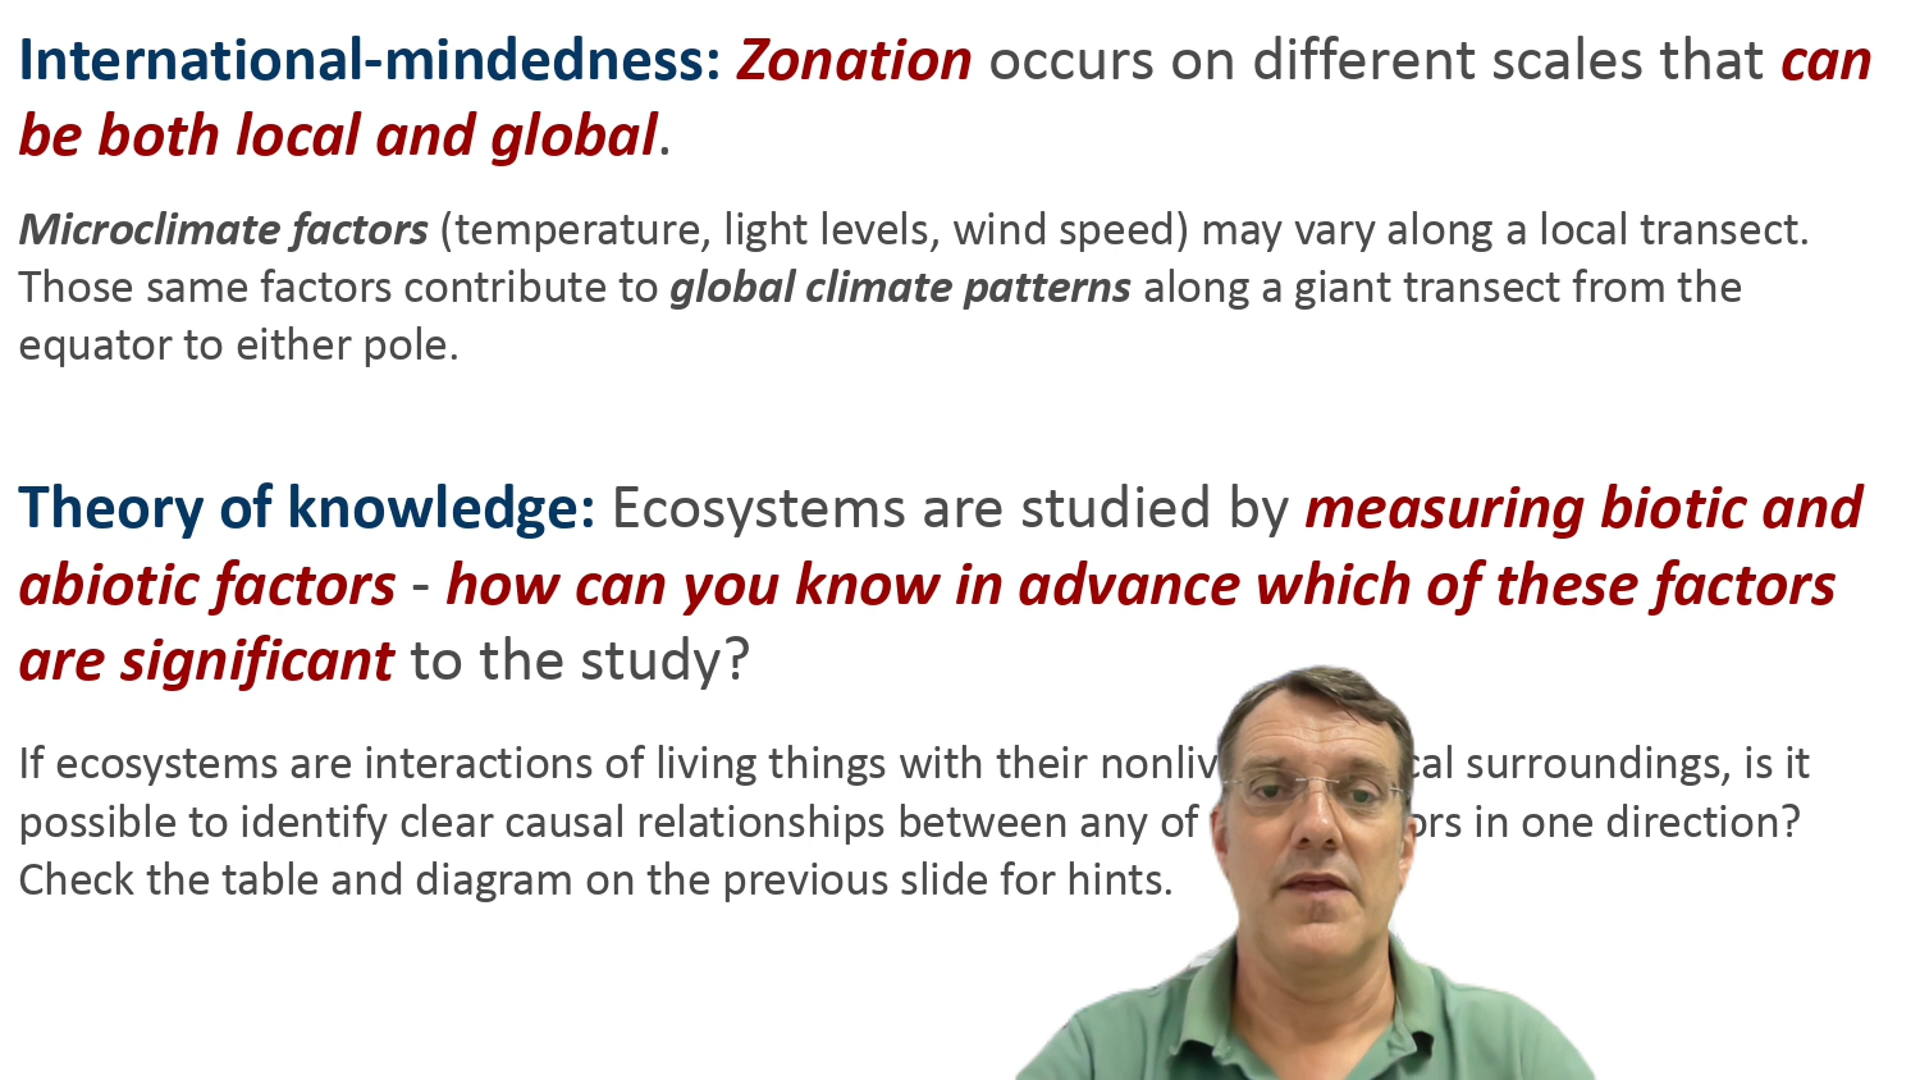 International-mindedness: Zonation occurs on different scales that can
be both local and global.
Microclimate factors (temperature, light levels, wind speed) may vary along a local transect.
Those same factors contribute to global climate patterns along a giant transect from the
equator to either pole.
Theory of knowledge: Ecosystems are studied by measuring biotic and
abiotic factors - how can you know in advance which of these factors
are significant to the study?
If ecosystems are interactions of living things with their surroundings, is it
possible to identify clear causal relationships between any of in one direction?
Check the table and diagram on the previous slide for hints.